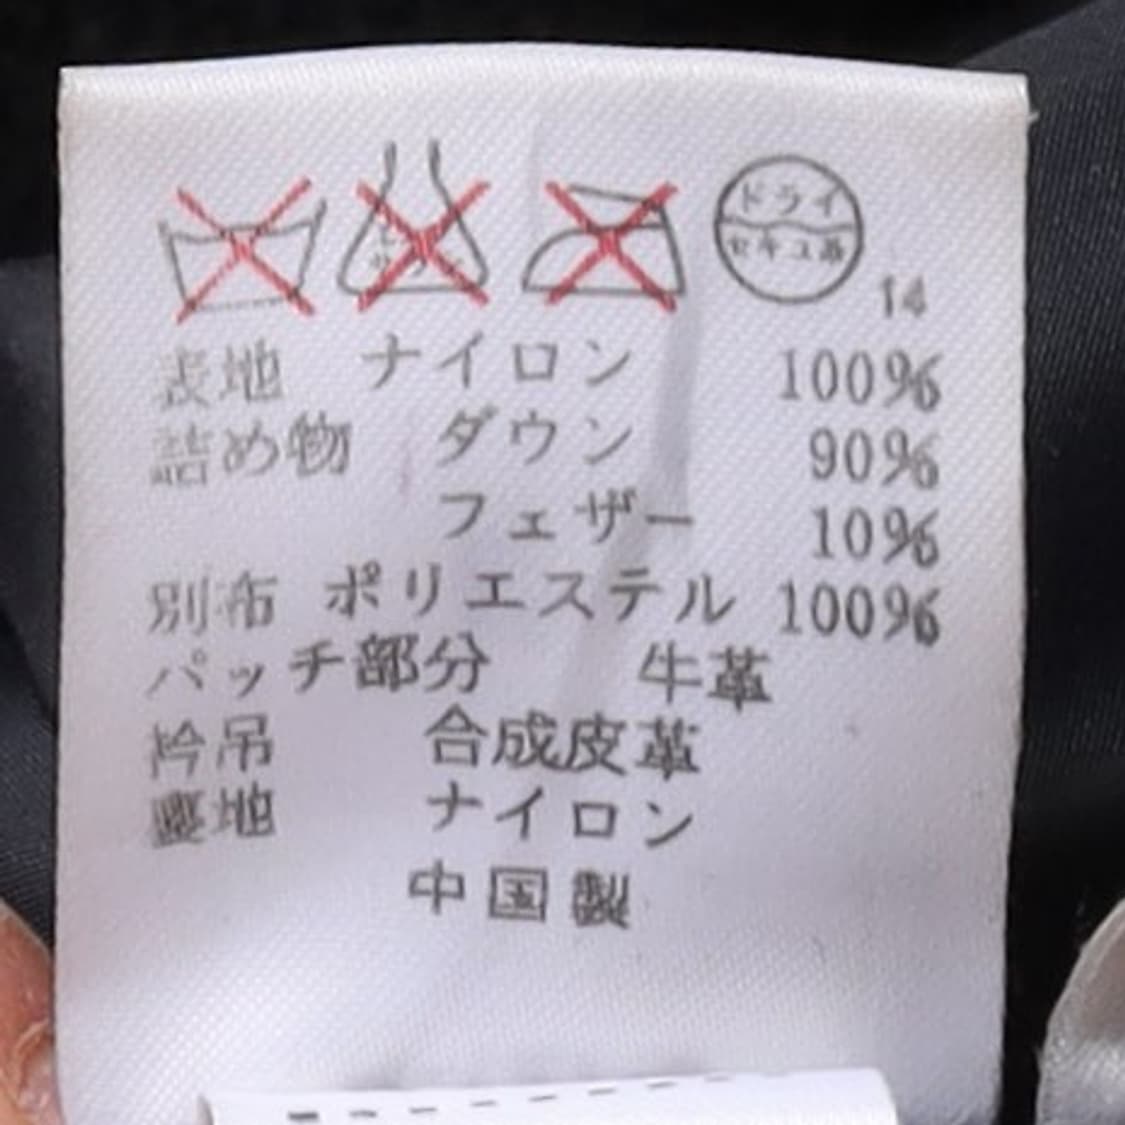 ドライ
セキユ系
14
表地 ナイロン 100%
詰め物 ダウン 90%
フェザー 10%
別布 ポリエステル 100%
パッチ部分 牛革
衿吊 合成皮革
裏地 ナイロン
中国製